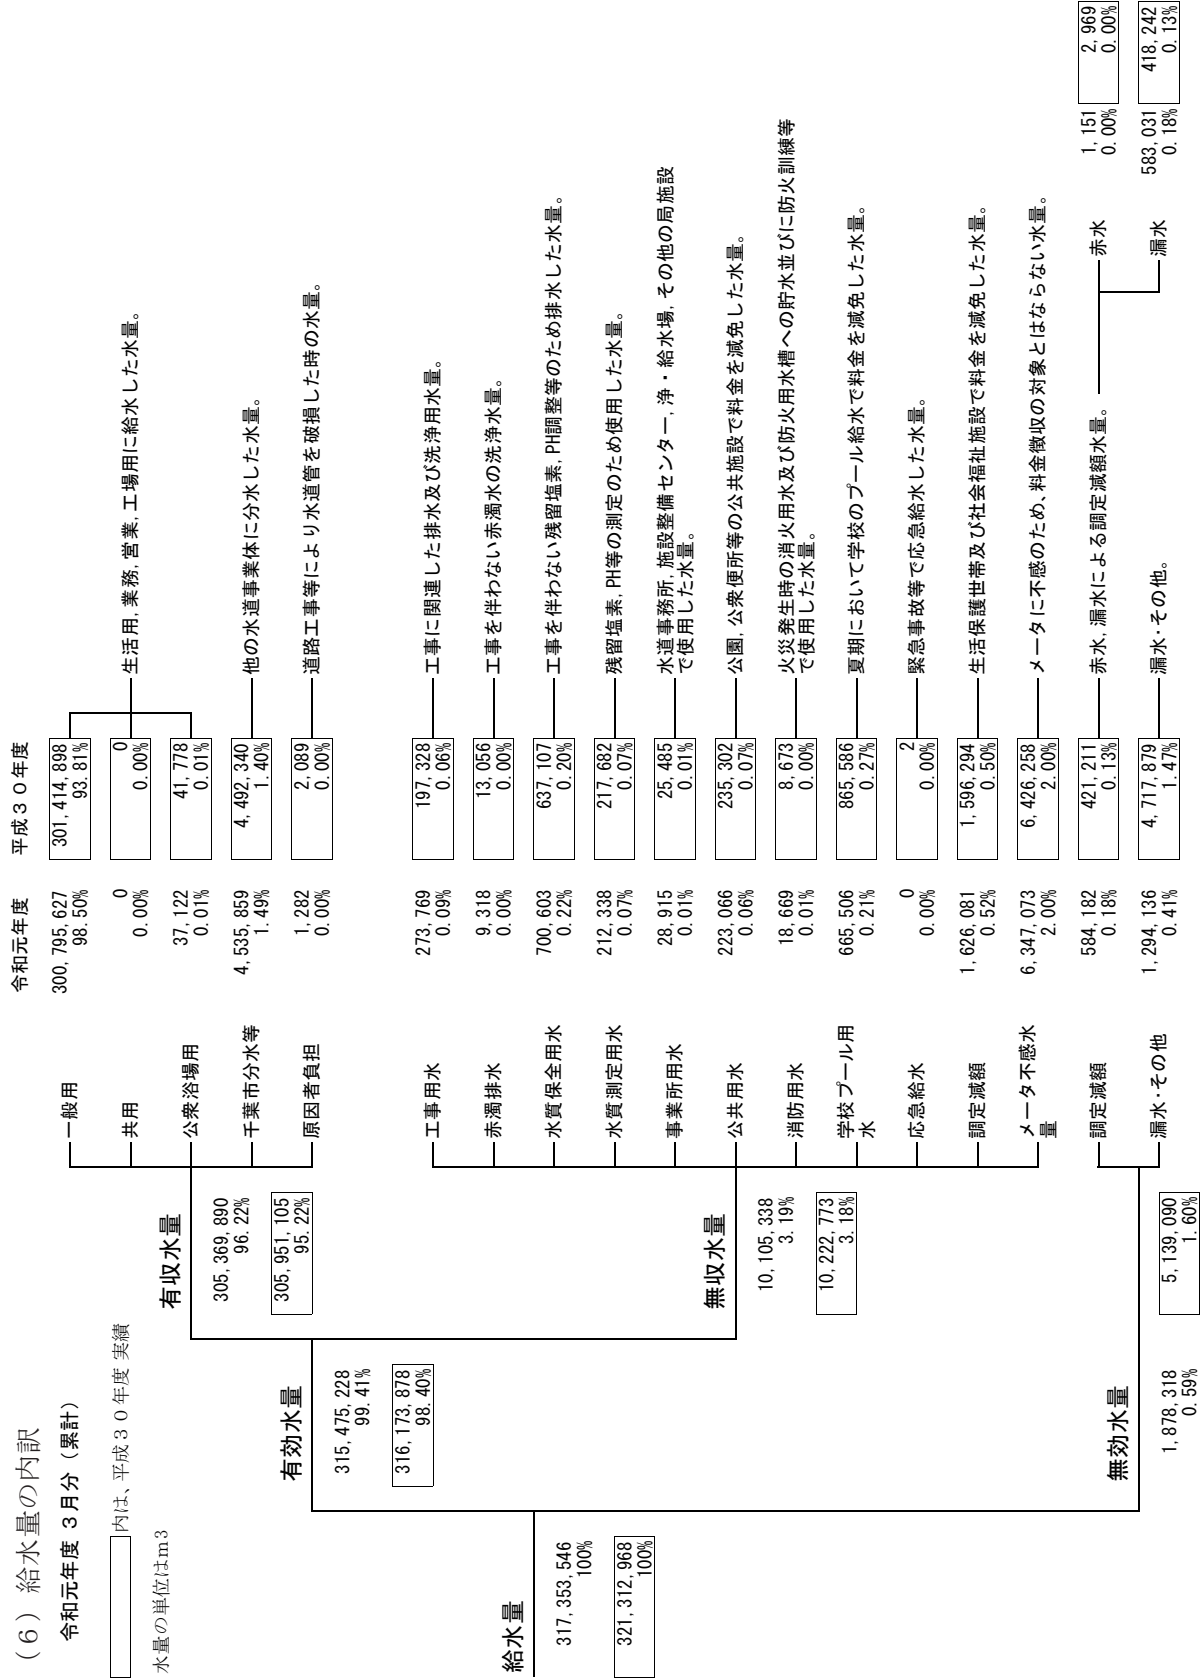 (6) 給水量の内訳
令和元年度 3月分（累計）
内は、平成30年度 実績
水量の単位はm3
給水量
317,353,546
100%
321,312,968
100%
有効水量
315,475,228
99.41%
316,173,878
98.40%
無効水量
1,878,318
0.59%
5,139,090
1.60%
有収水量
305,369,890
96.22%
305,951,105
95.22%
無収水量
10,105,338
3.19%
10,222,773
3.18%
令和元年度 平成30年度
一般用 300,795,627 301,414,898
98.50% 93.81%
共用 0 0 生活用,業務,営業,工場用に給水した水量。
0.00% 0.00%
公衆浴場用 37,122 41,778
0.01% 0.01%
千葉市分水等 4,535,859 4,492,340 他の水道事業体に分水した水量。
1.49% 1.40%
原因者負担 1,282 2,089 道路工事等により水道管を破損した時の水量。
0.00% 0.00%
工事用水 273,769 197,328 工事に関連した排水及び洗浄用水量。
0.09% 0.06%
赤濁排水 9,318 13,056 工事を伴わない赤濁水の洗浄水量。
0.00% 0.00%
水質保全用水 700,603 637,107 工事を伴わない残留塩素,PH調整等のため排水した水量。
0.22% 0.20%
水質測定用水 212,338 217,682 残留塩素,PH等の測定のため使用した水量。
0.07% 0.07%
事業所用水 28,915 25,485 水道事務所,施設整備センター,浄・給水場,その他の局施設
0.01% 0.01% で使用した水量。
公共用水 223,066 235,302 公園,公衆便所等の公共施設で料金を減免した水量。
0.06% 0.07%
消防用水 18,669 8,673 火災発生時の消火用水及び防火用水槽への貯水並びに防火訓練等
0.01% 0.00% で使用した水量。
学校プール用 665,506 865,586 夏期において学校のプール給水で料金を減免した水量。
水 0.21% 0.27%
応急給水 0 2 緊急事故等で応急給水した水量。
0.00% 0.00%
調定減額 1,626,081 1,596,294 生活保護世帯及び社会福祉施設で料金を減免した水量。
0.52% 0.50%
メータ不感水 6,347,073 6,426,258 メータに不感のため、料金徴収の対象とはならない水量。
量 2.00% 2.00%
調定減額 584,182 421,211 赤水,漏水による調定減額水量。 赤水 1,151 2,969
0.18% 0.13% 0.00% 0.00%
漏水・その他 1,294,136 4,717,879 漏水・その他。 漏水 583,031 418,242
0.41% 1.47% 0.18% 0.13%